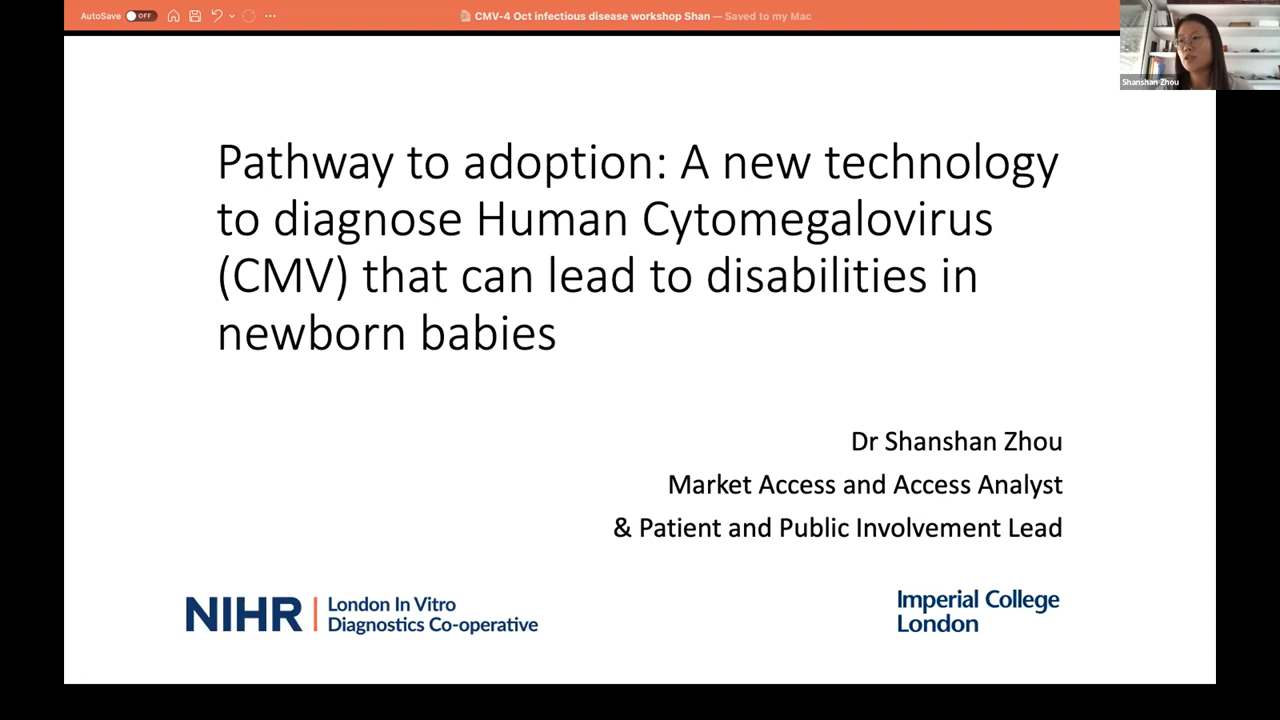 AutoSave OFF
CMV-4 Oct infectious disease workshop Shan — Saved to my Mac
Shanshan Zhou
Pathway to adoption: A new technology
to diagnose Human Cytomegalovirus
(CMV) that can lead to disabilities in
newborn babies
Dr Shanshan Zhou
Market Access and Access Analyst
& Patient and Public Involvement Lead
NIHR | London In Vitro
Diagnostics Co-operative
Imperial College
London